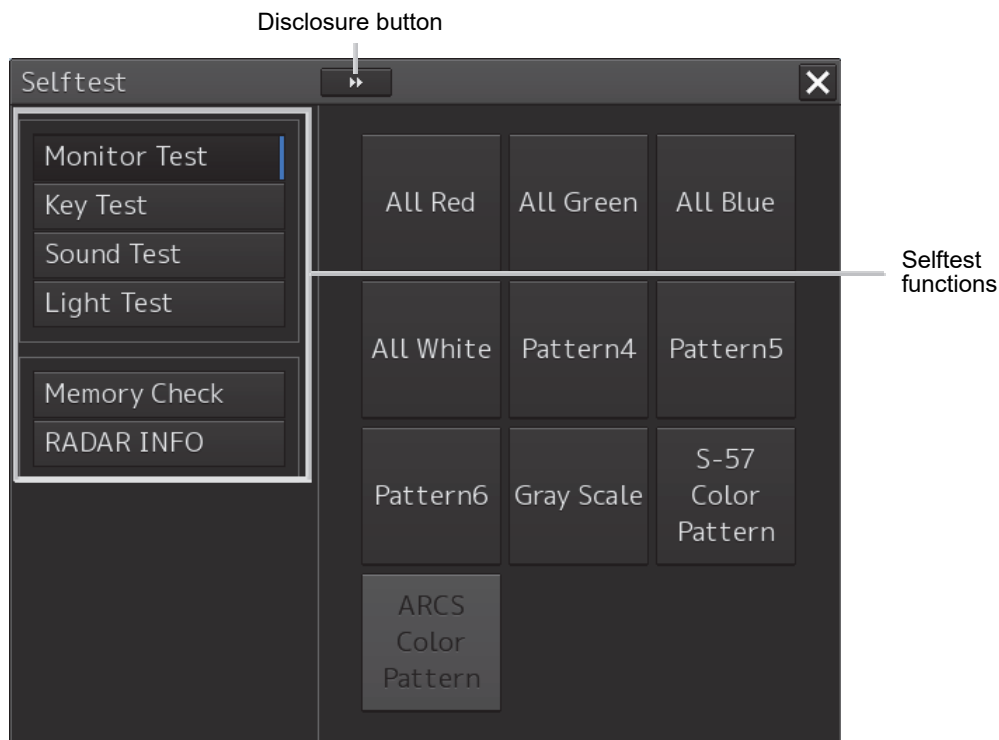 Disclosure button
Selftest
Monitor Test
Key Test
Sound Test
Light Test
Memory Check
RADAR INFO
All Red
All Green
All Blue
All White
Pattern4
Pattern5
Pattern6
Gray Scale
S-57
Color
Pattern
ARCS
Color
Pattern
Selftest
functions